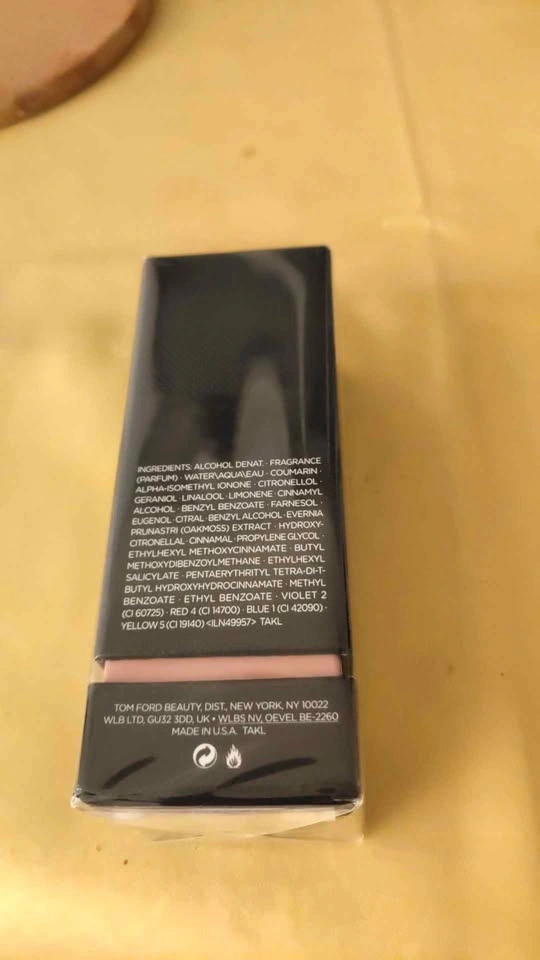 INGREDIENTS: ALCOHOL DENAT. · FRAGRANCE
(PARFUM) · WATER\AQUA\EAU · COUMARIN ·
ALPHA-ISOMETHYL IONONE · CITRONELLOL ·
GERANIOL · LINALOOL · LIMONENE · CINNAMYL
ALCOHOL · BENZYL BENZOATE · FARNESOL ·
EUGENOL · CITRAL · BENZYL ALCOHOL · EVERNIA
PRUNASTRI (OAKMOSS) EXTRACT · HYDROXY-
CITRONELLAL · CINNAMAL · PROPYLENE GLYCOL ·
ETHYLHEXYL METHOXYCINNAMATE · BUTYL
METHOXYDIBENZOYLMETHANE · ETHYLHEXYL
SALICYLATE · PENTAERYTHRITYL TETRA-DI-T-
BUTYL HYDROXYHYDROCINNAMATE · METHYL
BENZOATE · ETHYL BENZOATE · VIOLET 2
(CI 60725) · RED 4 (CI 14700) · BLUE 1 (CI 42090) ·
YELLOW 5 (CI 19140) <ILN49957> TAKL
TOM FORD BEAUTY, DIST., NEW YORK, NY 10022
WLB LTD, GU32 3DD, UK • WLBS NV, OEVEL BE-2260
MADE IN U.S.A. TAKL